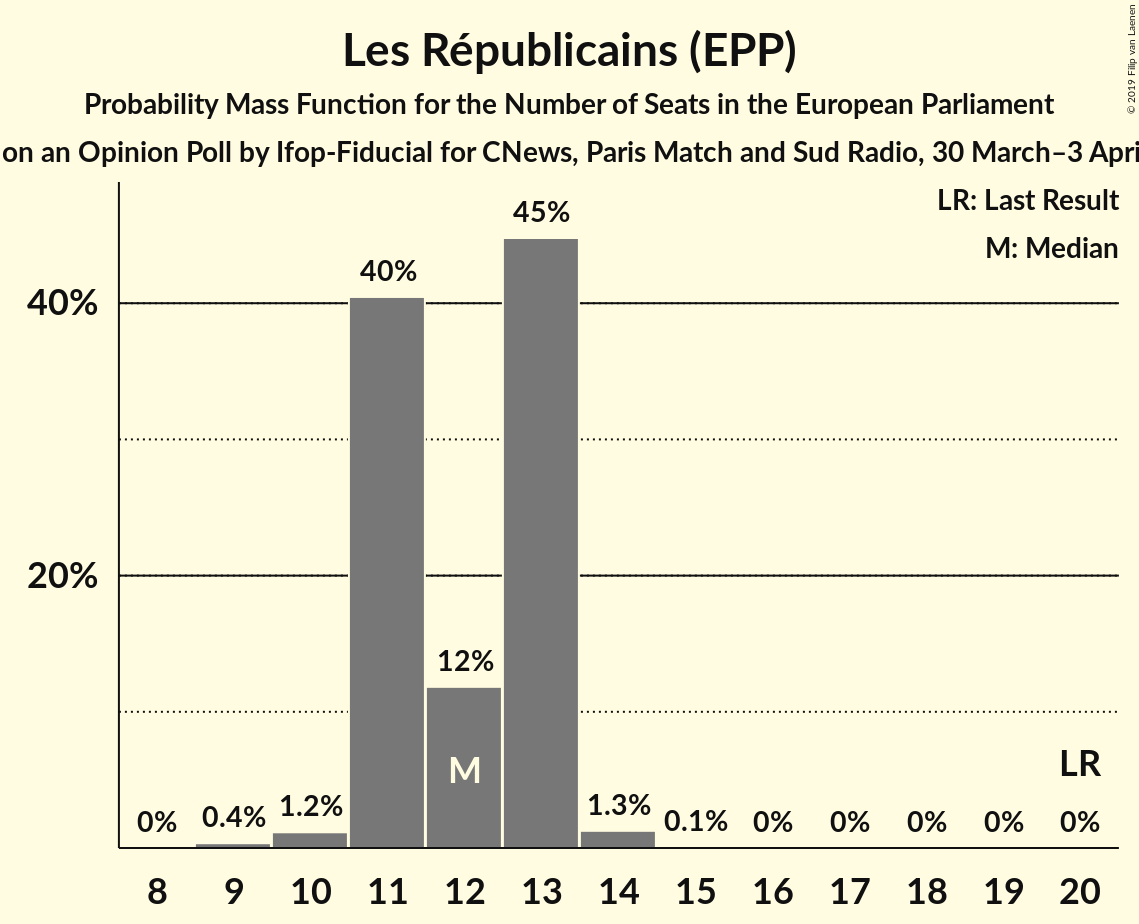 © 2019 Filip van Laenen
Les Républicains (EPP)
Probability Mass Function for the Number of Seats in the European Parliament
on an Opinion Poll by Ifop-Fiducial for CNews, Paris Match and Sud Radio, 30 March–3 Apri
LR: Last Result
M: Median
45%
40%
40%
20%
12%
M
LR
0% 0.4% 1.2% 1.3% 0.1% 0% 0% 0% 0% 0%
8 9 10 11 12 13 14 15 16 17 18 19 20